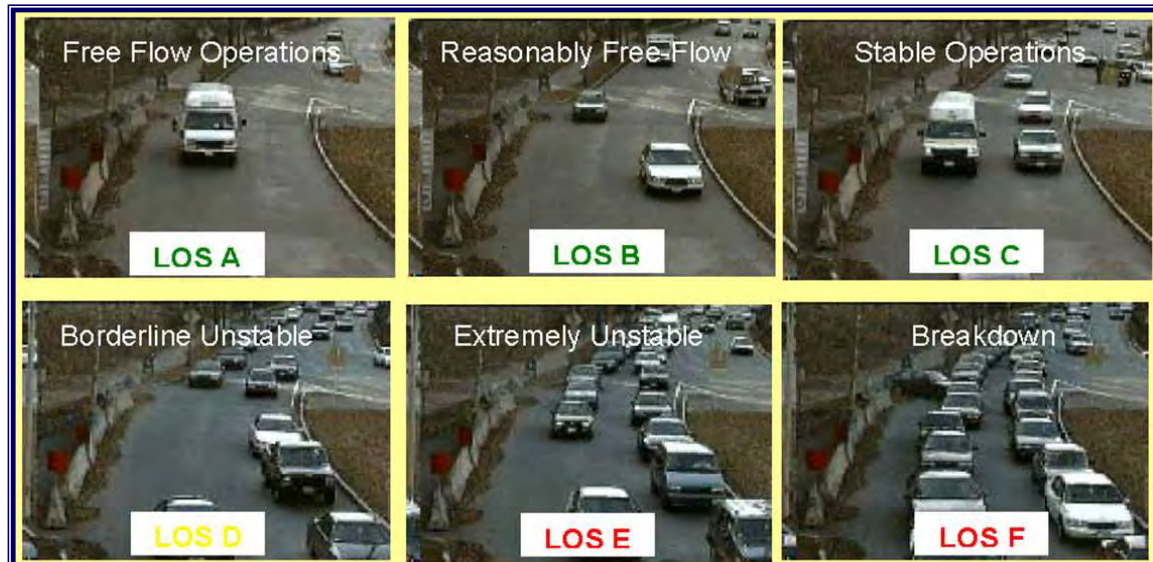 Free Flow Operations
LOS A
Reasonably Free-Flow
LOS B
Stable Operations
LOS C
Borderline Unstable
LOS D
Extremely Unstable
LOS E
Breakdown
LOS F